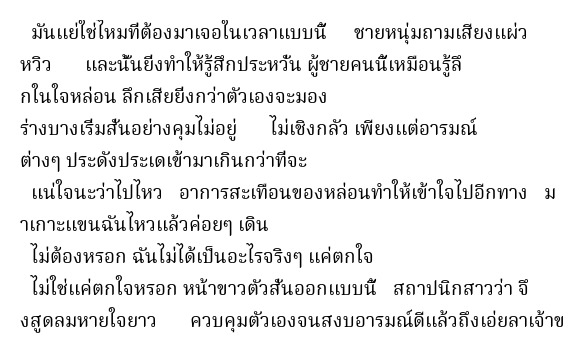 มันแย่ใช่ไหมที่ต้องมาเจอในเวลาแบบนี้ ชายหนุ่มถามเสียงแผ่ว
หวิว และนั่นยิ่งทำให้รู้สึกประหวั่น ผู้ชายคนนี้เหมือนรู้ลึ
กในใจหล่อน ลึกเสียยิ่งกว่าตัวเองจะมอง
ร่างบางเริ่มสั่นอย่างคุมไม่อยู่ ไม่เชิงกลัว เพียงแต่อารมณ์
ต่างๆ ประดังประเดเข้ามาเกินกว่าที่จะ
แน่ใจนะว่าไปไหว อาการสะเทือนของหล่อนทำให้เข้าใจไปอีกทาง ม
าเกาะแขนฉันไหวแล้วค่อยๆ เดิน
ไม่ต้องหรอก ฉันไม่ได้เป็นอะไรจริงๆ แค่ตกใจ
ไม่ใช่แค่ตกใจหรอก หน้าขาวตัวสั่นออกแบบนี้ สถาปนิกสาวว่า จึ
งสูดลมหายใจยาว ควบคุมตัวเองจนสงบอารมณ์ดีแล้วถึงเอ่ยลาเจ้าข